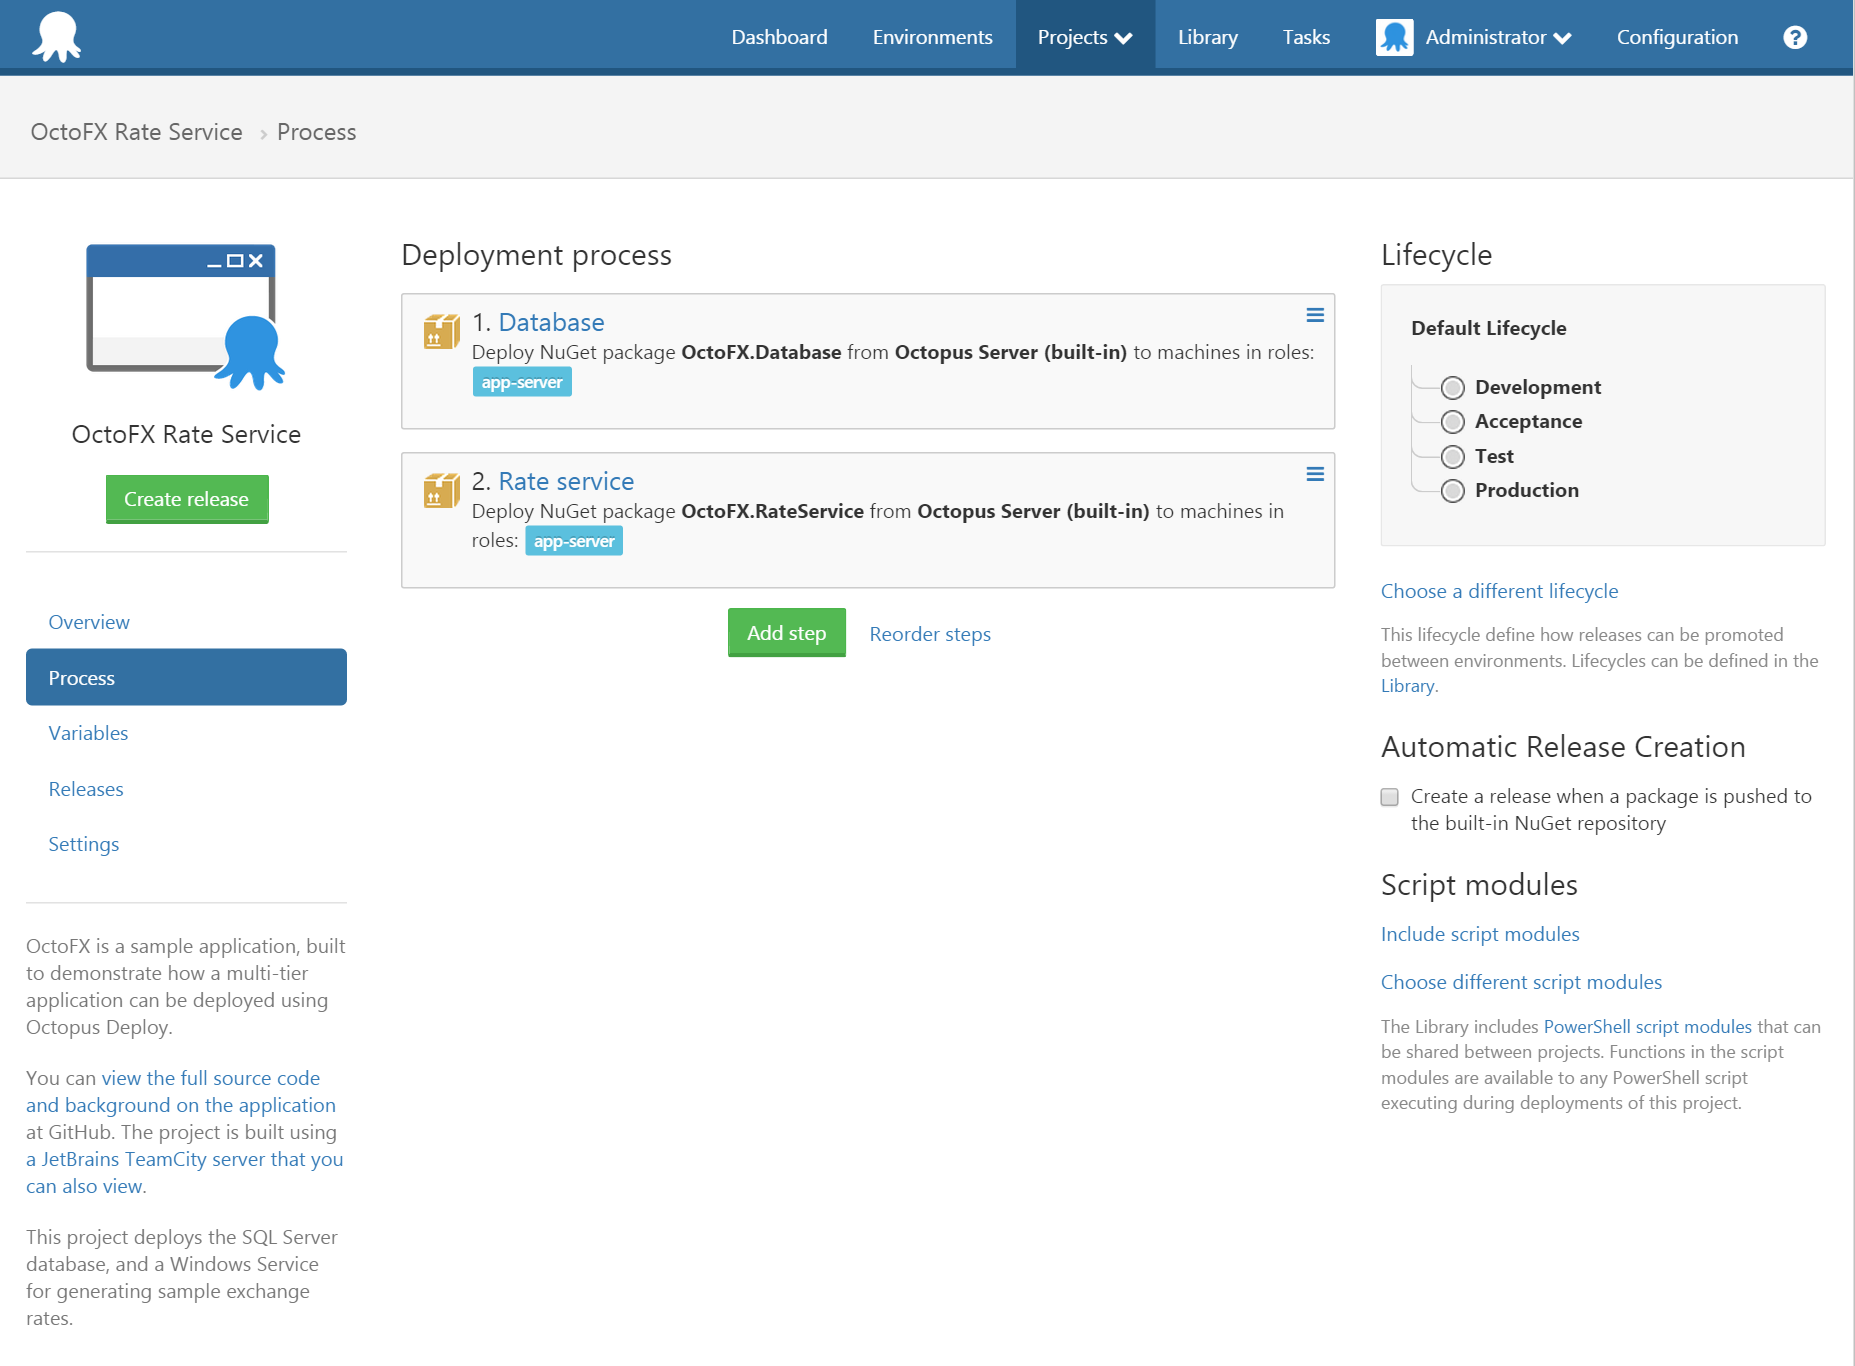 Dashboard Environments Projects Library Tasks Administrator Configuration ?
OctoFX Rate Service › Process
OctoFX Rate Service
Create release
Overview
Process
Variables
Releases
Settings
OctoFX is a sample application, built
to demonstrate how a multi-tier
application can be deployed using
Octopus Deploy.
You can view the full source code
and background on the application
at GitHub. The project is built using
a JetBrains TeamCity server that you
can also view.
This project deploys the SQL Server
database, and a Windows Service
for generating sample exchange
rates.
Deployment process
1. Database
Deploy NuGet package OctoFX.Database from Octopus Server (built-in) to machines in roles:
app-server
2. Rate service
Deploy NuGet package OctoFX.RateService from Octopus Server (built-in) to machines in
roles: app-server
Add step Reorder steps
Lifecycle
Default Lifecycle
Development
Acceptance
Test
Production
Choose a different lifecycle
This lifecycle define how releases can be promoted
between environments. Lifecycles can be defined in the
Library.
Automatic Release Creation
Create a release when a package is pushed to
the built-in NuGet repository
Script modules
Include script modules
Choose different script modules
The Library includes PowerShell script modules that can
be shared between projects. Functions in the script
modules are available to any PowerShell script
executing during deployments of this project.